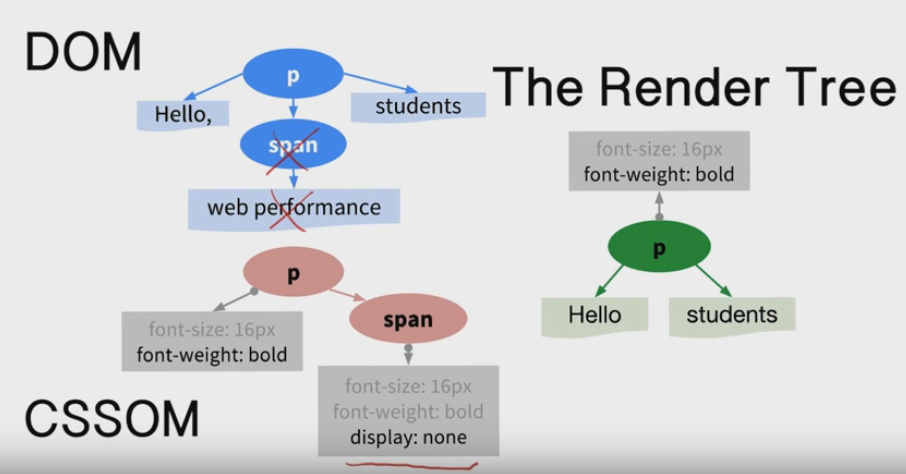 DOM
p
Hello,
students
span
web performance
The Render Tree
font-size: 16px
font-weight: bold
p
Hello
students
p
font-size: 16px
font-weight: bold
span
font-size: 16px
font-weight: bold
display: none
CSSOM